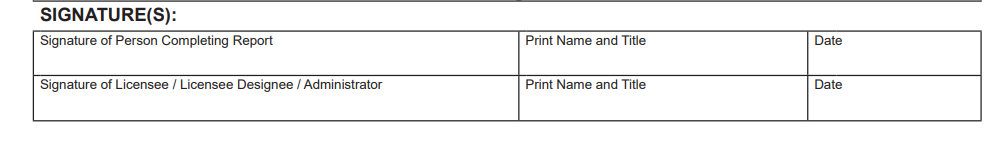 SIGNATURE(S):
Signature of Person Completing Report Print Name and Title Date
Signature of Licensee / Licensee Designee / Administrator Print Name and Title Date